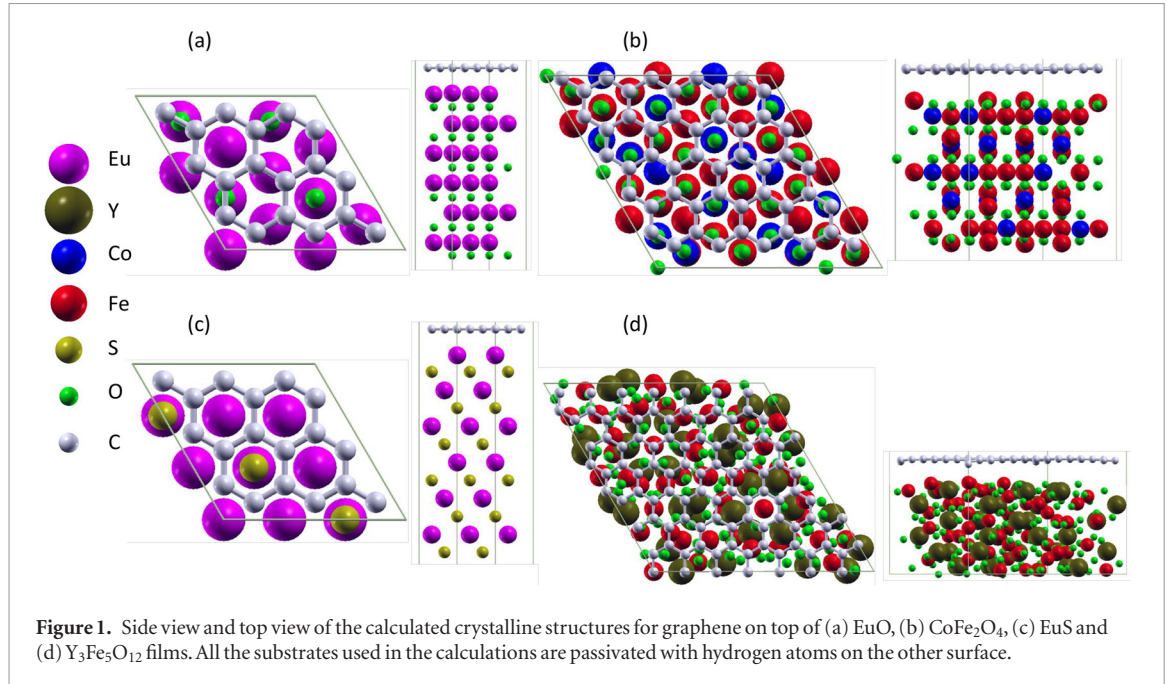 (a)
(b)
Eu
Y
Co
Fe
S
O
C
(c)
(d)
Figure 1. Side view and top view of the calculated crystalline structures for graphene on top of (a) EuO, (b) CoFe₂O₄, (c) EuS and
(d) Y₃Fe₅O₁₂ films. All the substrates used in the calculations are passivated with hydrogen atoms on the other surface.